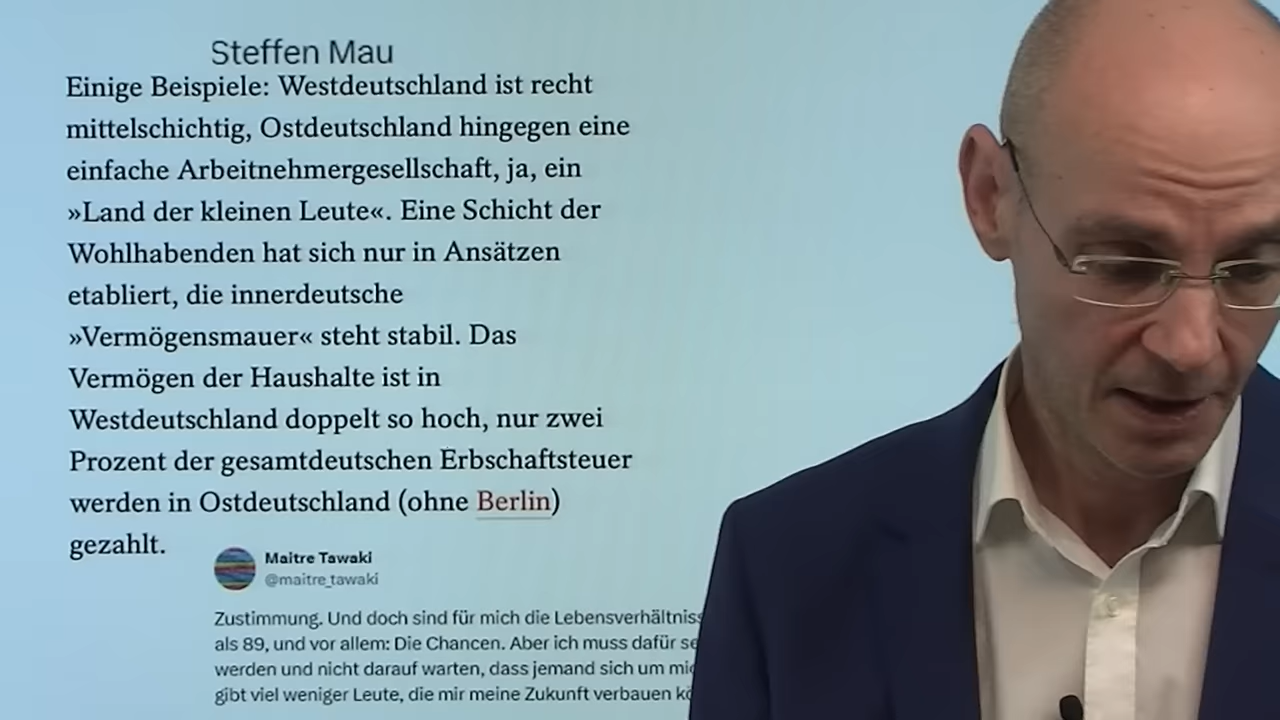 Steffen Mau
Einige Beispiele: Westdeutschland ist recht
mittelschichtig, Ostdeutschland hingegen eine
einfache Arbeitnehmergesellschaft, ja, ein
»Land der kleinen Leute«. Eine Schicht der
Wohlhabenden hat sich nur in Ansätzen
etabliert, die innerdeutsche
»Vermögensmauer« steht stabil. Das
Vermögen der Haushalte ist in
Westdeutschland doppelt so hoch, nur zwei
Prozent der gesamtdeutschen Erbschaftsteuer
werden in Ostdeutschland (ohne Berlin)
gezahlt.
Maitre Tawaki
@maitre_tawaki
Zustimmung. Und doch sind für mich die
als 89, und vor allem: Die Chancen. Aber ich muss dafür
werden und nicht darauf warten, dass jemand sich um
gibt viel weniger Leute, die mir meine Zukunft verbauen